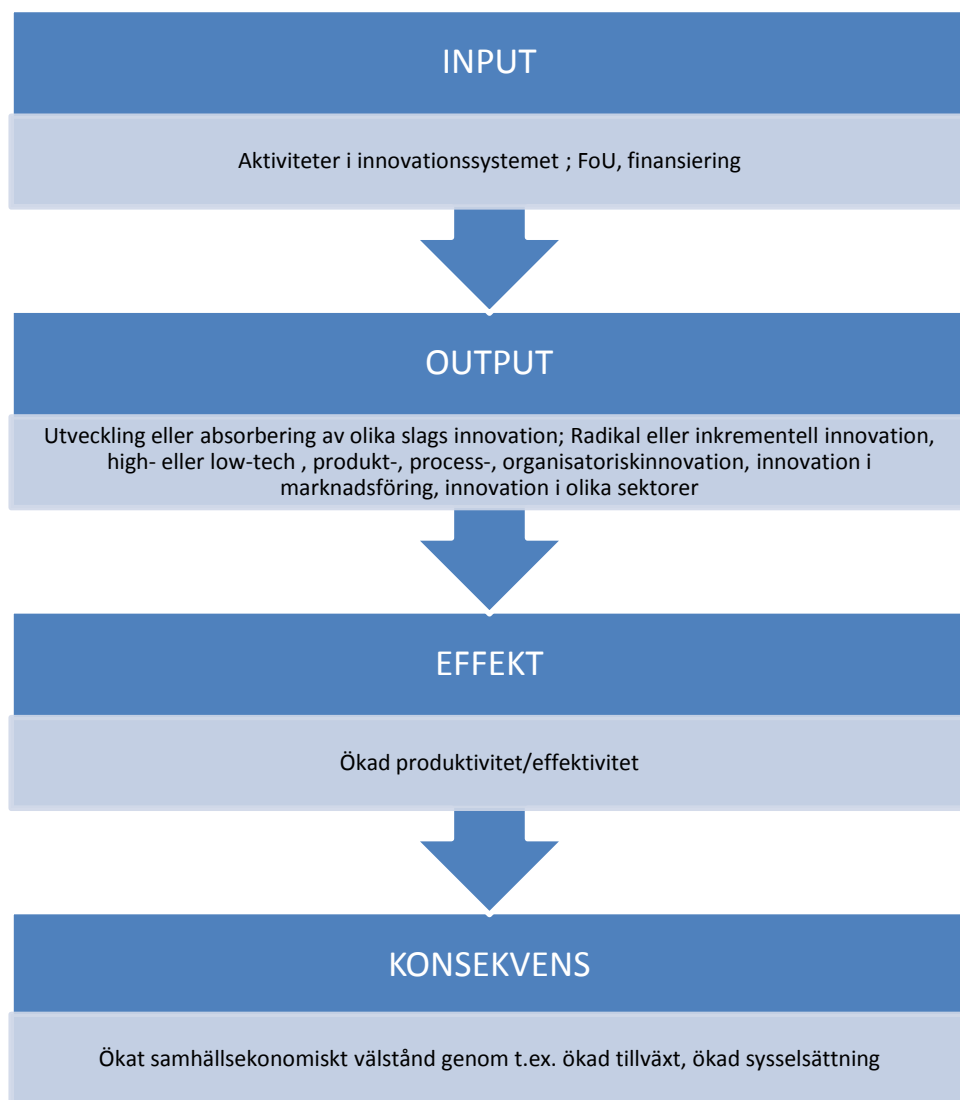 INPUT
Aktiviteter i innovationssystemet ; FoU, finansiering
OUTPUT
Utveckling eller absorbering av olika slags innovation; Radikal eller inkrementell innovation,
high- eller low-tech , produkt-, process-, organisatoriskinnovation, innovation i
marknadsföring, innovation i olika sektorer
EFFEKT
Ökad produktivitet/effektivitet
KONSEKVENS
Ökat samhällsekonomiskt välstånd genom t.ex. ökad tillväxt, ökad sysselsättning